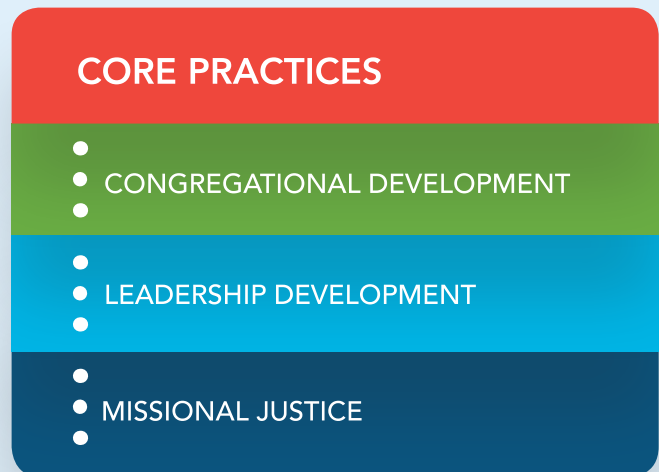 CORE PRACTICES
CONGREGATIONAL DEVELOPMENT
LEADERSHIP DEVELOPMENT
MISSIONAL JUSTICE